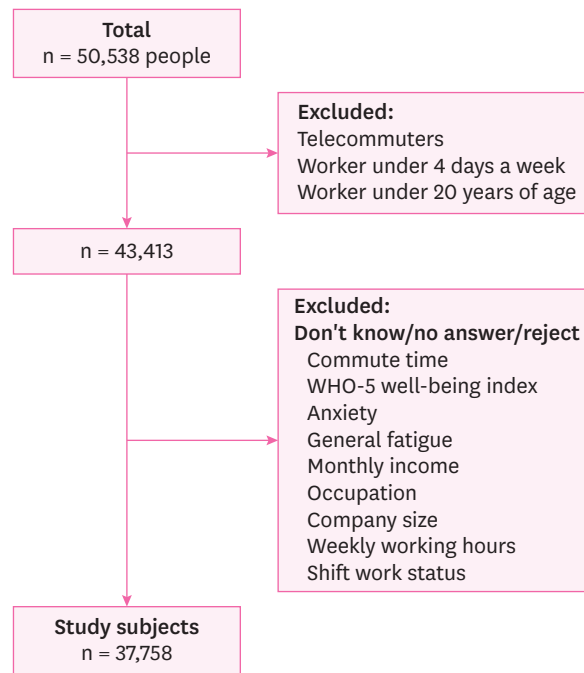 Total
n = 50,538 people
Excluded:
Telecommuters
Worker under 4 days a week
Worker under 20 years of age
n = 43,413
Excluded:
Don't know/no answer/reject
Commute time
WHO-5 well-being index
Anxiety
General fatigue
Monthly income
Occupation
Company size
Weekly working hours
Shift work status
Study subjects
n = 37,758